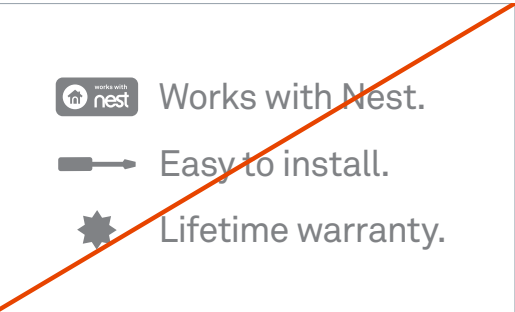 works with
nest
Works with Nest.
Easy to install.
Lifetime warranty.